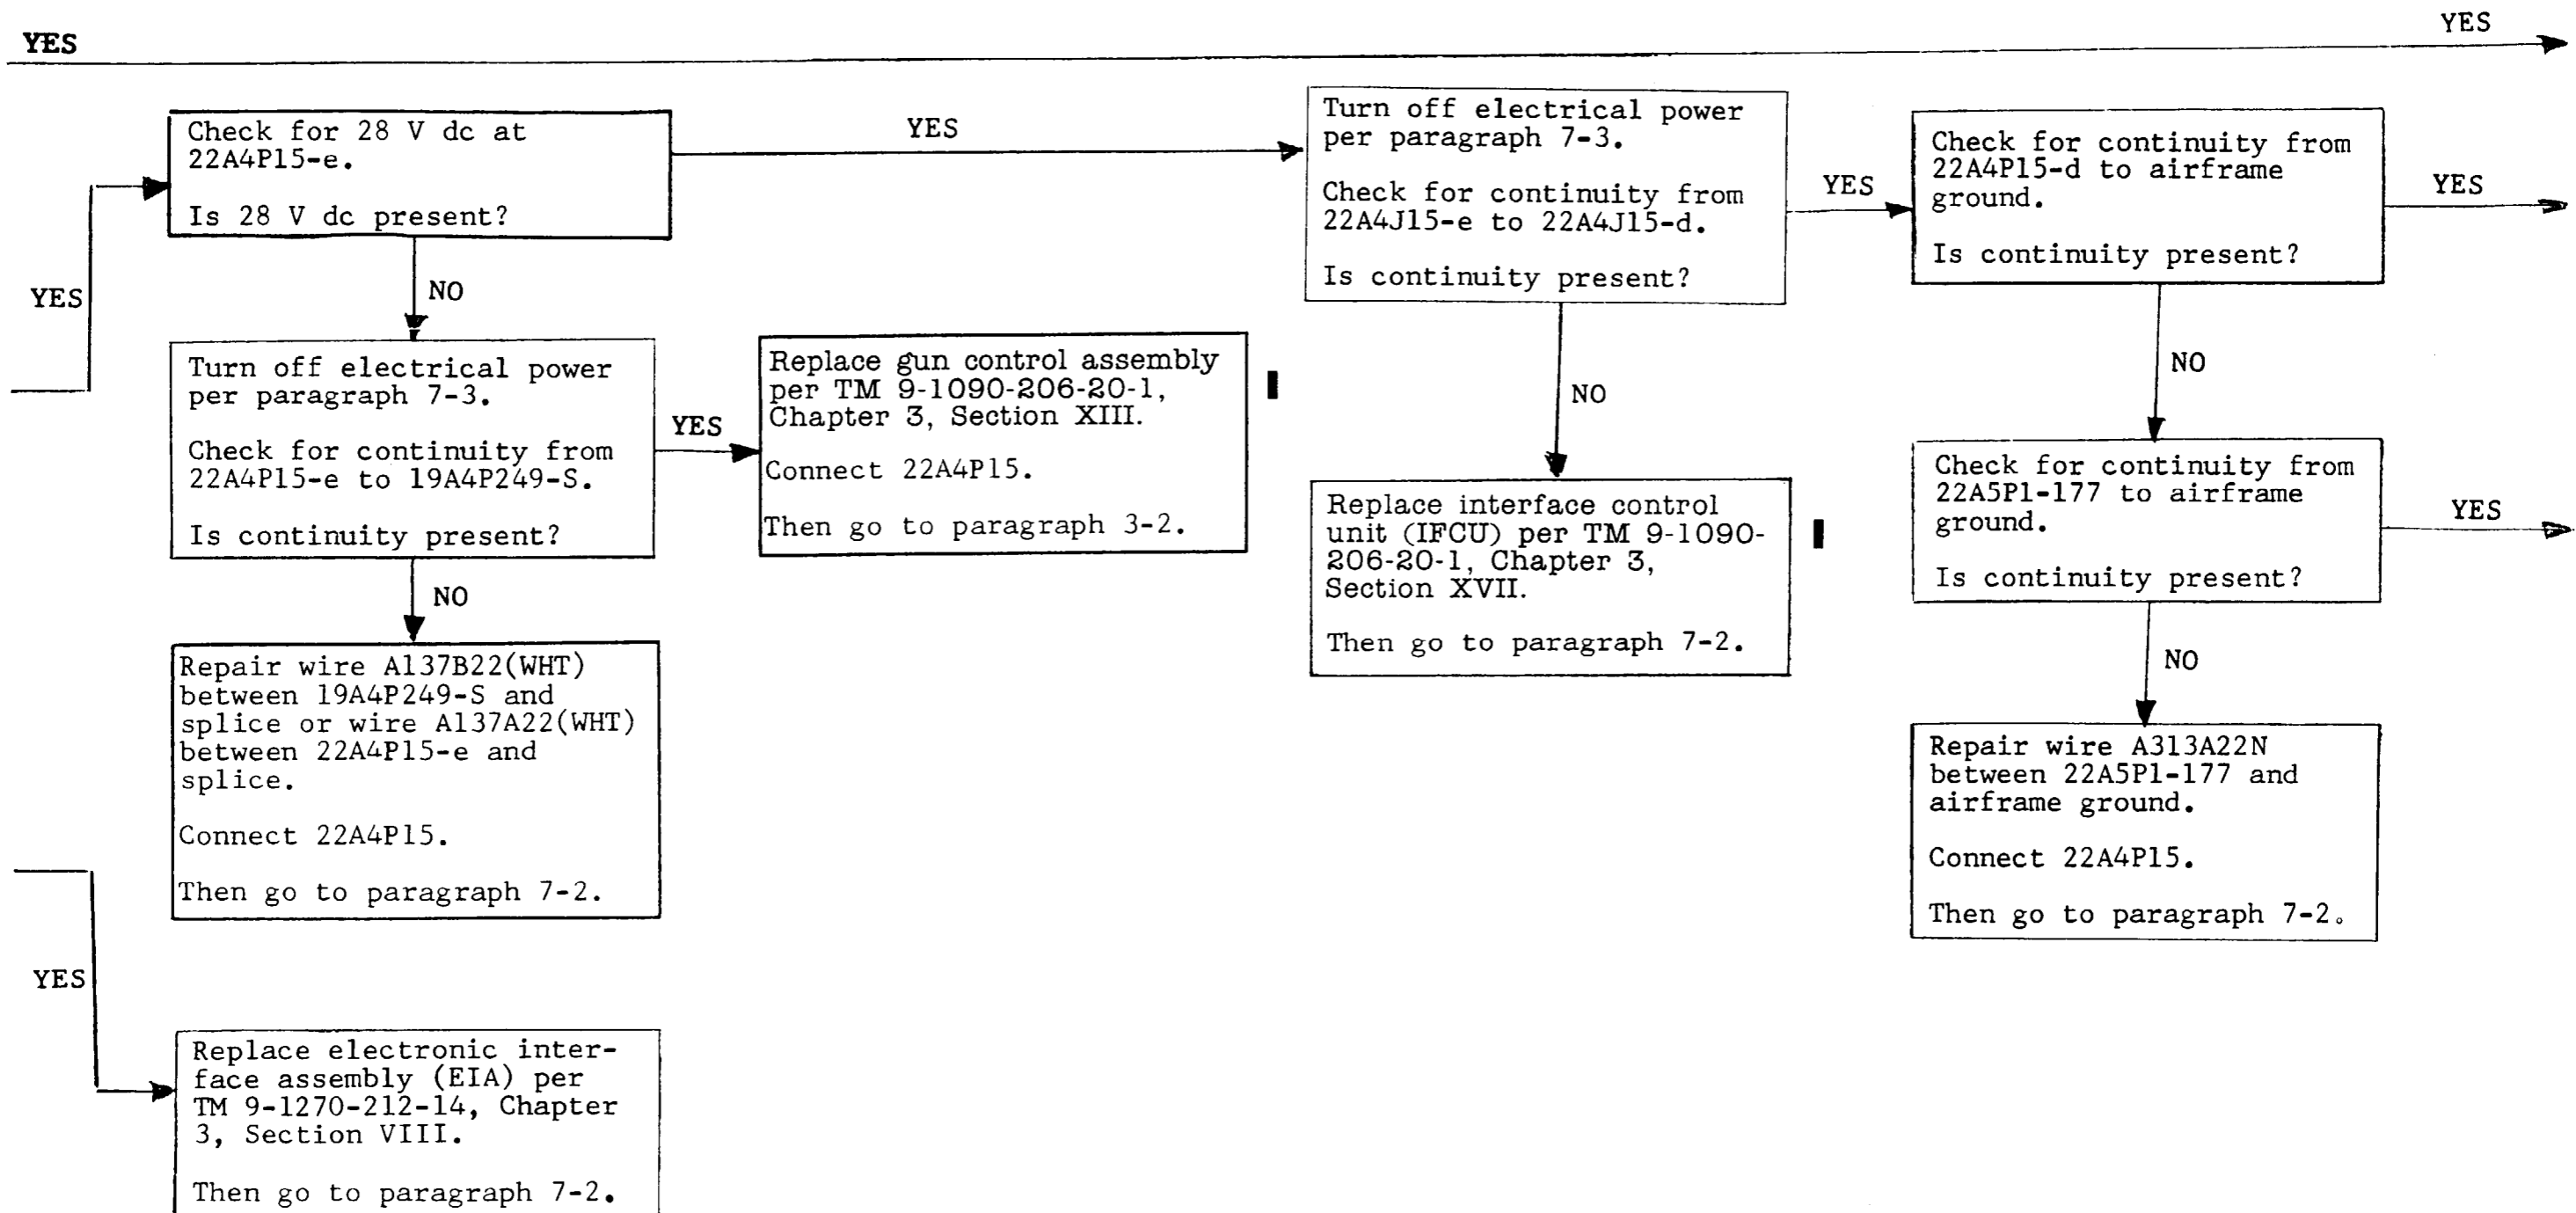 YES
YES
Check for 28 V dc at
22A4P15-e.
Is 28 V dc present?
YES
Turn off electrical power
per paragraph 7-3.
Check for continuity from
22A4J15-e to 22A4J15-d.
Is continuity present?
YES
Check for continuity from
22A4P15-d to airframe
ground.
Is continuity present?
YES
YES
NO
Turn off electrical power
per paragraph 7-3.
Check for continuity from
22A4P15-e to 19A4P249-S.
Is continuity present?
YES
Replace gun control assembly
per TM 9-1090-206-20-1,
Chapter 3, Section XIII.
Connect 22A4P15.
Then go to paragraph 3-2.
NO
Replace interface control
unit (IFCU) per TM 9-1090-
206-20-1, Chapter 3,
Section XVII.
Then go to paragraph 7-2.
NO
Check for continuity from
22A5P1-177 to airframe
ground.
Is continuity present?
YES
NO
Repair wire A137B22(WHT)
between 19A4P249-S and
splice or wire A137A22(WHT)
between 22A4P15-e and
splice.
Connect 22A4P15.
Then go to paragraph 7-2.
NO
Repair wire A313A22N
between 22A5P1-177 and
airframe ground.
Connect 22A4P15.
Then go to paragraph 7-2.
YES
Replace electronic inter-
face assembly (EIA) per
TM 9-1270-212-14, Chapter
3, Section VIII.
Then go to paragraph 7-2.